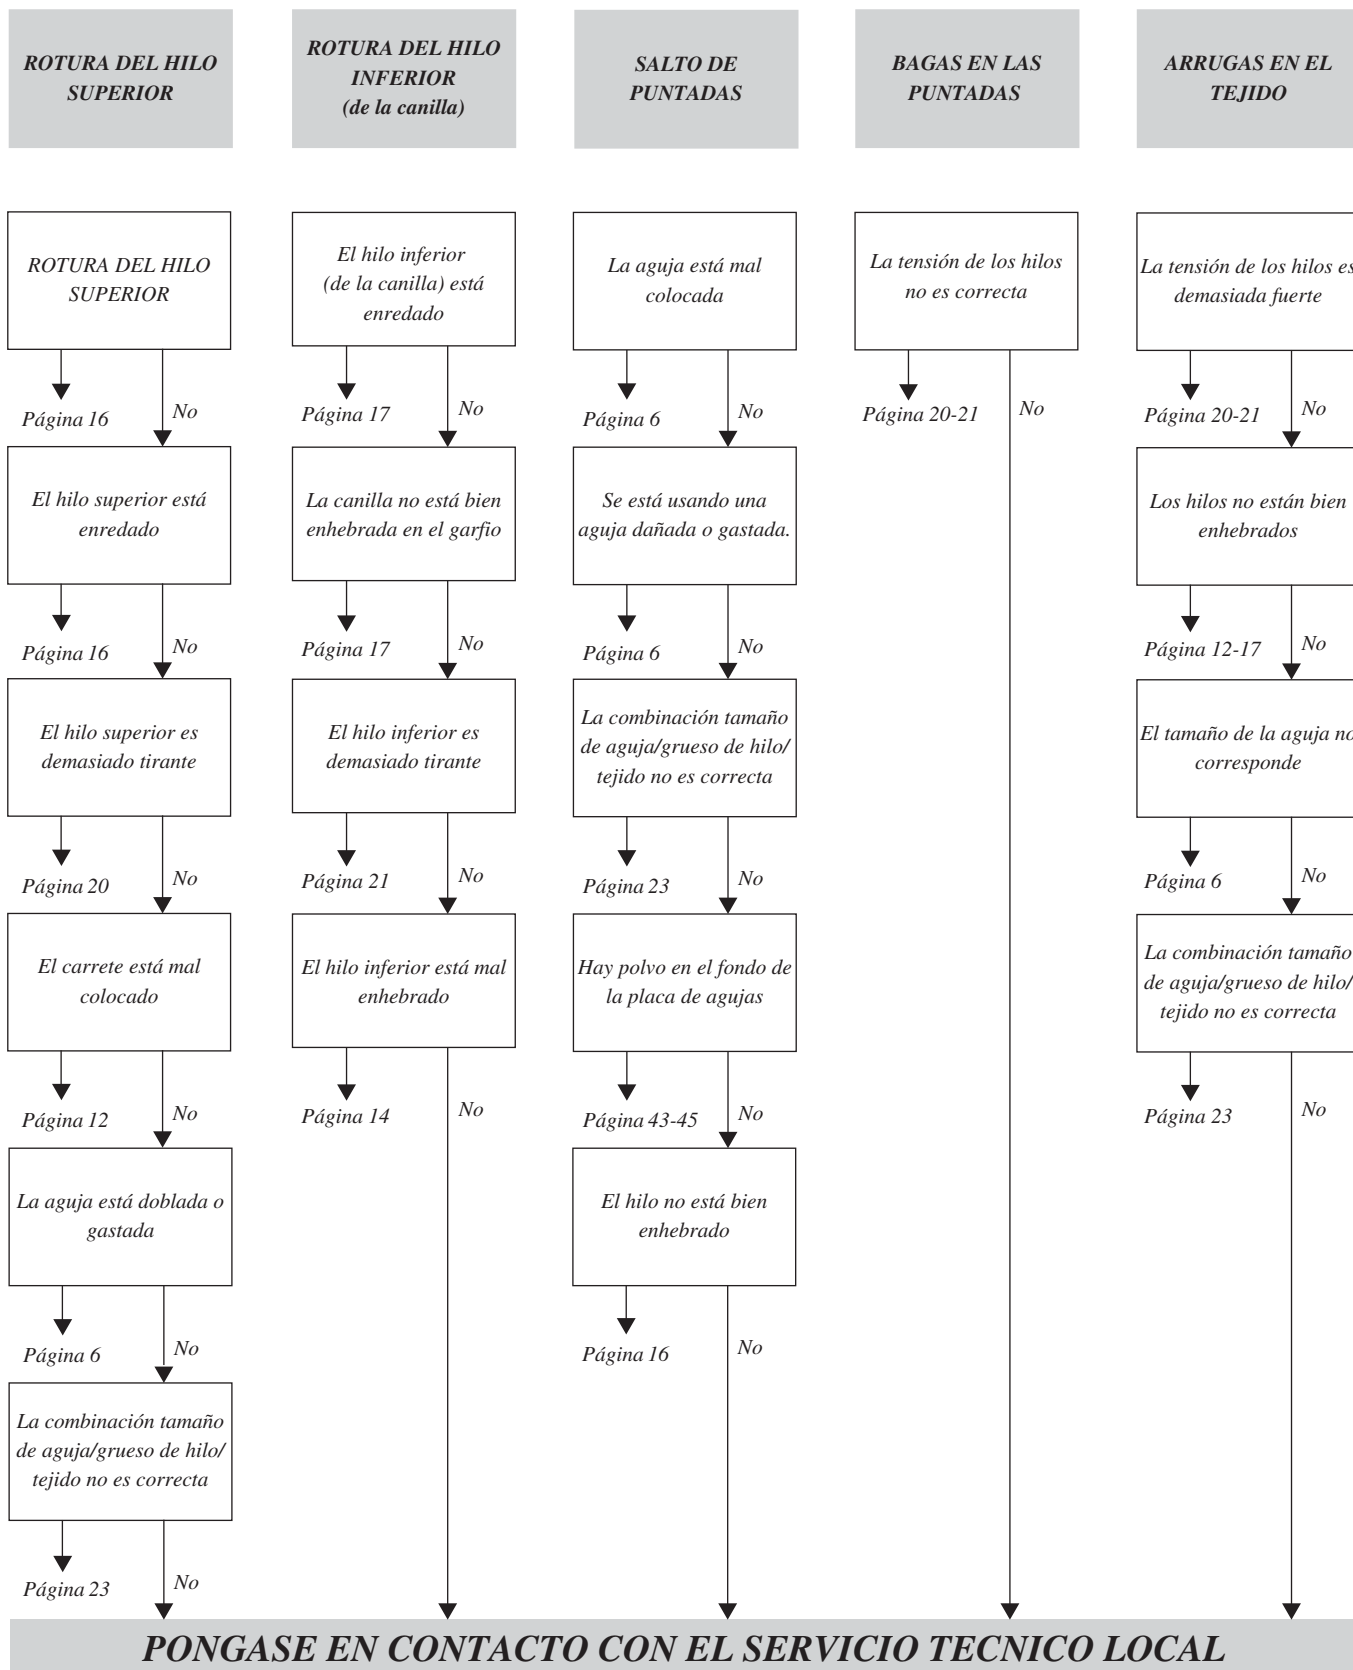 ROTURA DEL HILO
SUPERIOR
ROTURA DEL HILO
SUPERIOR
Página 16
No
El hilo superior está
enredado
Página 16
No
El hilo superior es
demasiado tirante
Página 20
No
El carrete está mal
colocado
Página 12
No
La aguja está doblada o
gastada
Página 6
No
La combinación tamaño
de aguja/grueso de hilo/
tejido no es correcta
Página 23
No
ROTURA DEL HILO
INFERIOR
(de la canilla)
El hilo inferior
(de la canilla) está
enredado
Página 17
No
La canilla no está bien
enhebrada en el garfio
Página 17
No
El hilo inferior es
demasiado tirante
Página 21
No
El hilo inferior está mal
enhebrado
Página 14
No
SALTO DE
PUNTADAS
La aguja está mal
colocada
Página 6
No
Se está usando una
aguja dañada o gastada.
Página 6
No
La combinación tamaño
de aguja/grueso de hilo/
tejido no es correcta
Página 23
No
Hay polvo en el fondo de
la placa de agujas
Página 43-45
No
El hilo no está bien
enhebrado
Página 16
No
BAGAS EN LAS
PUNTADAS
La tensión de los hilos
no es correcta
Página 20-21
No
ARRUGAS EN EL
TEJIDO
La tensión de los hilos es
demasiada fuerte
Página 20-21
No
Los hilos no están bien
enhebrados
Página 12-17
No
El tamaño de la aguja no
corresponde
Página 6
No
La combinación tamaño
de aguja/grueso de hilo/
tejido no es correcta
Página 23
No
PONGASE EN CONTACTO CON EL SERVICIO TECNICO LOCAL